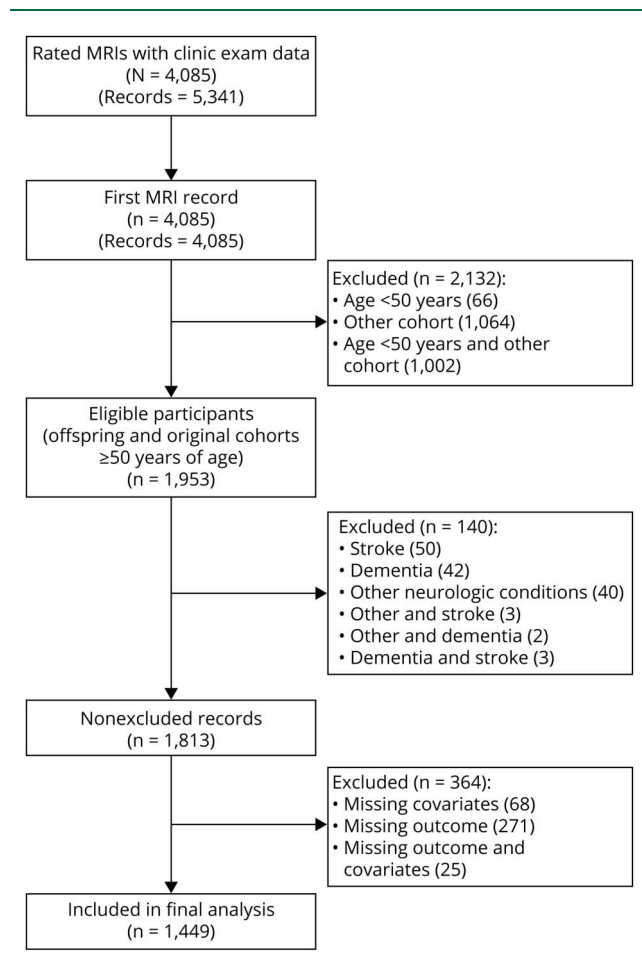 Rated MRIs with clinic exam data
(N = 4,085)
(Records = 5,341)
First MRI record
(n = 4,085)
(Records = 4,085)
Excluded (n = 2,132):
• Age <50 years (66)
• Other cohort (1,064)
• Age <50 years and other
cohort (1,002)
Eligible participants
(offspring and original cohorts
≥50 years of age)
(n = 1,953)
Excluded (n = 140):
• Stroke (50)
• Dementia (42)
• Other neurologic conditions (40)
• Other and stroke (3)
• Other and dementia (2)
• Dementia and stroke (3)
Nonexcluded records
(n = 1,813)
Excluded (n = 364):
• Missing covariates (68)
• Missing outcome (271)
• Missing outcome and
covariates (25)
Included in final analysis
(n = 1,449)